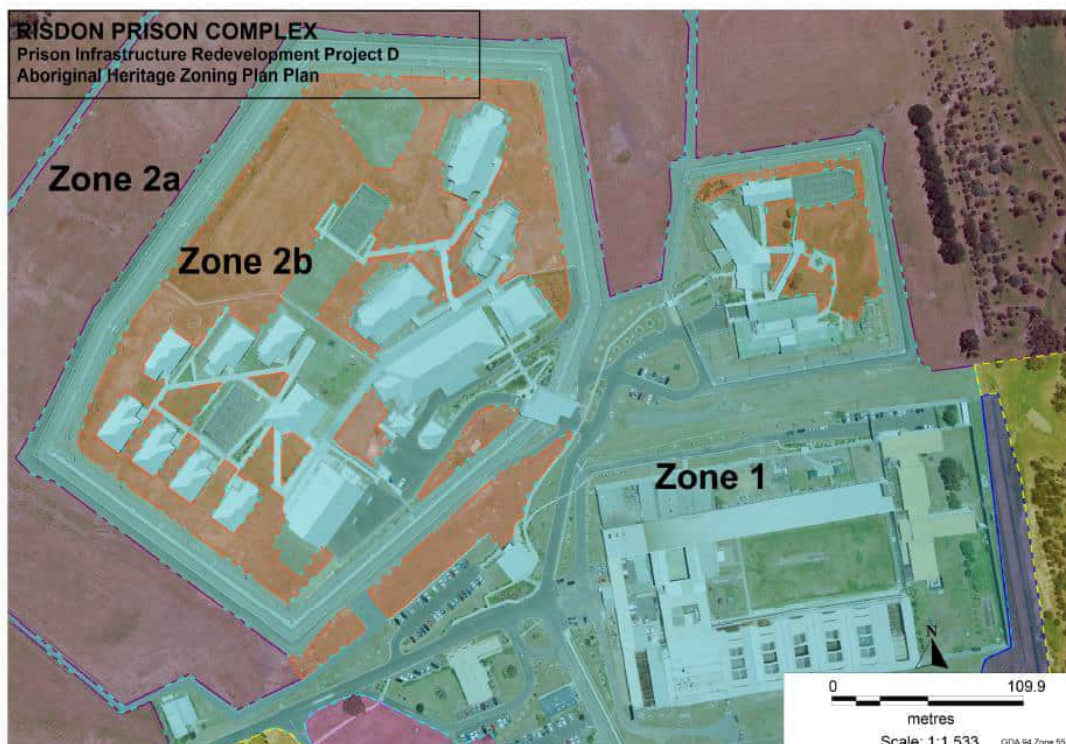 RISDON PRISON COMPLEX
Prison Infrastructure Redevelopment Project D
Aboriginal Heritage Zoning Plan Plan
Zone 2a
Zone 2b
Zone 1
N
0 109.9
metres
Scale: 1:1,533 GDA 94 Zone 55